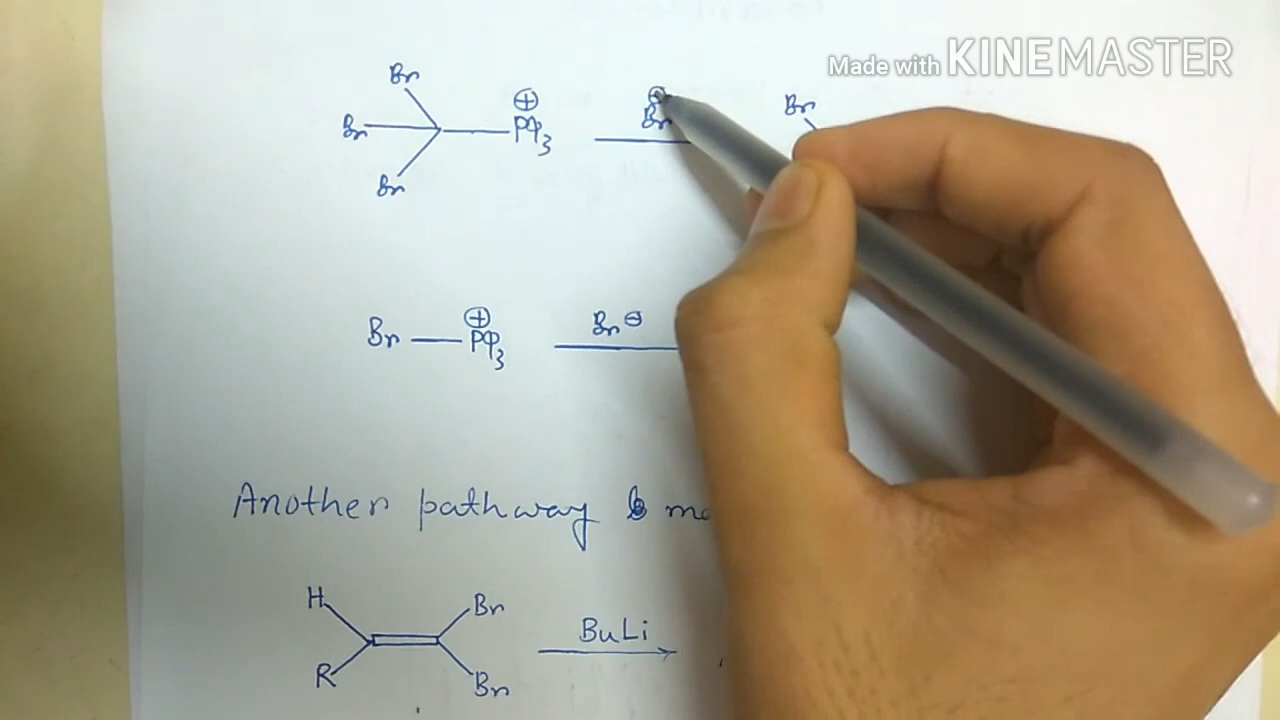 Made with KINEMASTER
Br
⊕ ⊖
Br PΦ3 Br Br
Br
⊕
Br — PΦ3 Br⊖
Another pathway
H Br
BuLi
R Br